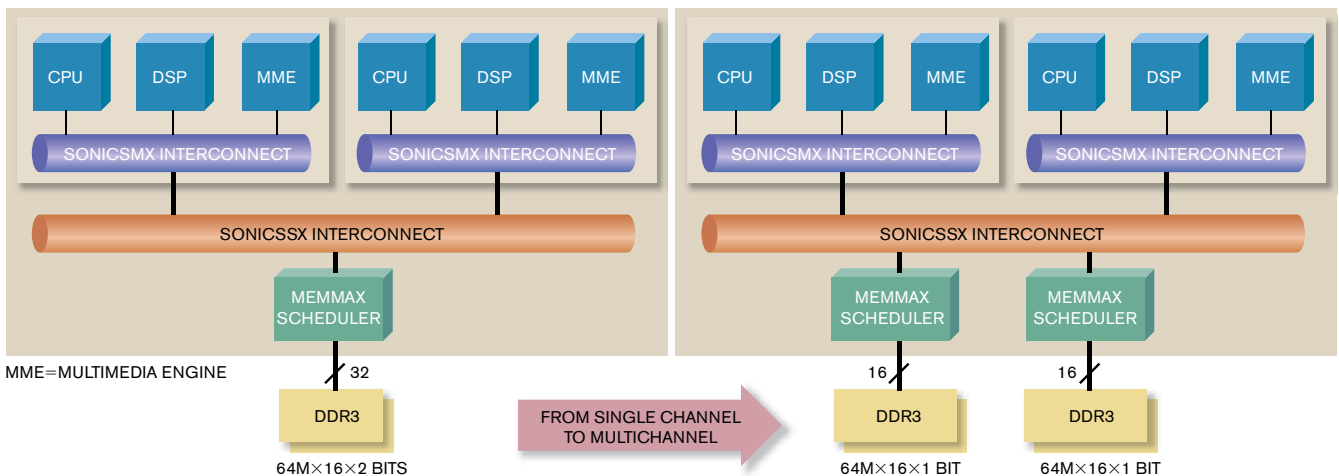 CPU DSP MME CPU DSP MME
SONICSMX INTERCONNECT SONICSMX INTERCONNECT
SONICSSX INTERCONNECT
MEMMAX
SCHEDULER
MME=MULTIMEDIA ENGINE
32
DDR3
64M×16×2 BITS
FROM SINGLE CHANNEL
TO MULTICHANNEL
CPU DSP MME CPU DSP MME
SONICSMX INTERCONNECT SONICSMX INTERCONNECT
SONICSSX INTERCONNECT
MEMMAX
SCHEDULER
MEMMAX
SCHEDULER
16 16
DDR3 DDR3
64M×16×1 BIT 64M×16×1 BIT